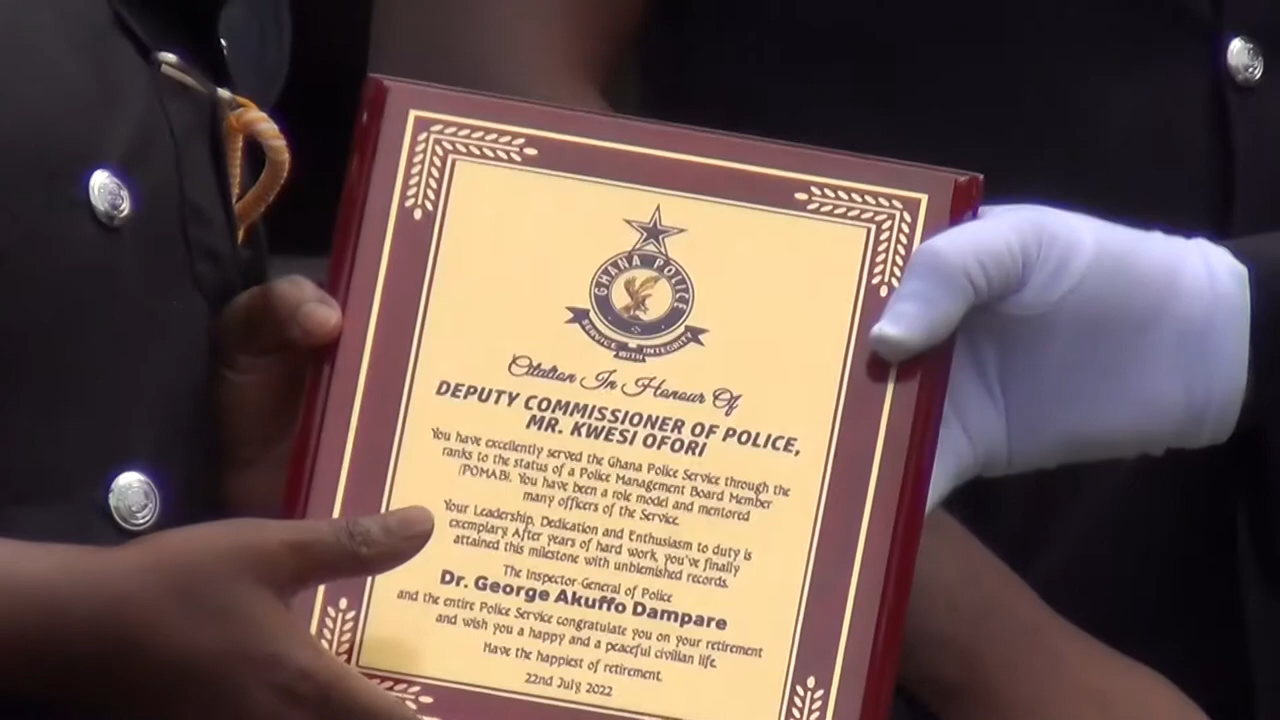 GHANA POLICE
SERVICE WITH INTEGRITY
Citation In Honour Of
DEPUTY COMMISSIONER OF POLICE,
MR. KWESI OFORI
You have excellently served the Ghana Police Service through the
ranks to the status of a Police Management Board Member
(POMAB). You have been a role model and mentored
many officers of the Service.
Your Leadership, Dedication and Enthusiasm to duty is
exemplary. After years of hard work, you've finally
attained this milestone with unblemished records.
The Inspector-General of Police
Dr. George Akuffo Dampare
and the entire Police Service congratulate you on your retirement
and wish you a happy and a peaceful civilian life.
Have the happiest of retirement.
22nd July 2022